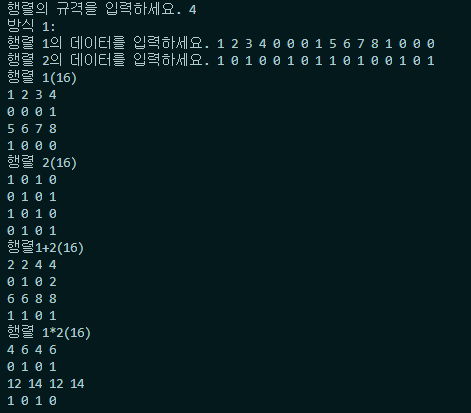 행렬의 규격을 입력하세요. 4
방식 1:
행렬 1의 데이터를 입력하세요. 1 2 3 4 0 0 0 1 5 6 7 8 1 0 0 0
행렬 2의 데이터를 입력하세요. 1 0 1 0 0 1 0 1 1 0 1 0 0 1 0 1
행렬 1(16)
1 2 3 4
0 0 0 1
5 6 7 8
1 0 0 0
행렬 2(16)
1 0 1 0
0 1 0 1
1 0 1 0
0 1 0 1
행렬1+2(16)
2 2 4 4
0 1 0 2
6 6 8 8
1 1 0 1
행렬 1*2(16)
4 6 4 6
0 1 0 1
12 14 12 14
1 0 1 0